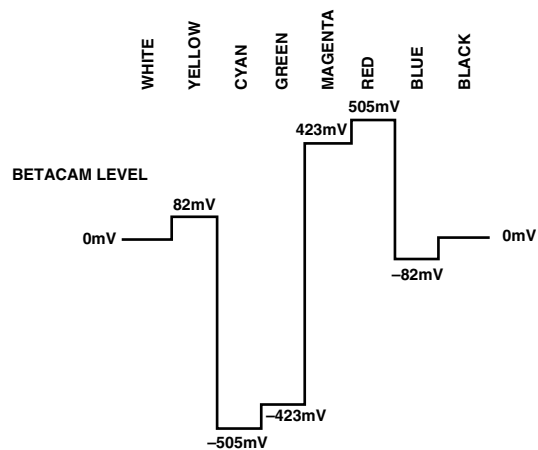 WHITE
YELLOW
CYAN
GREEN
MAGENTA
RED
BLUE
BLACK
505mV
423mV
BETACAM LEVEL
82mV
0mV
0mV
–82mV
–423mV
–505mV